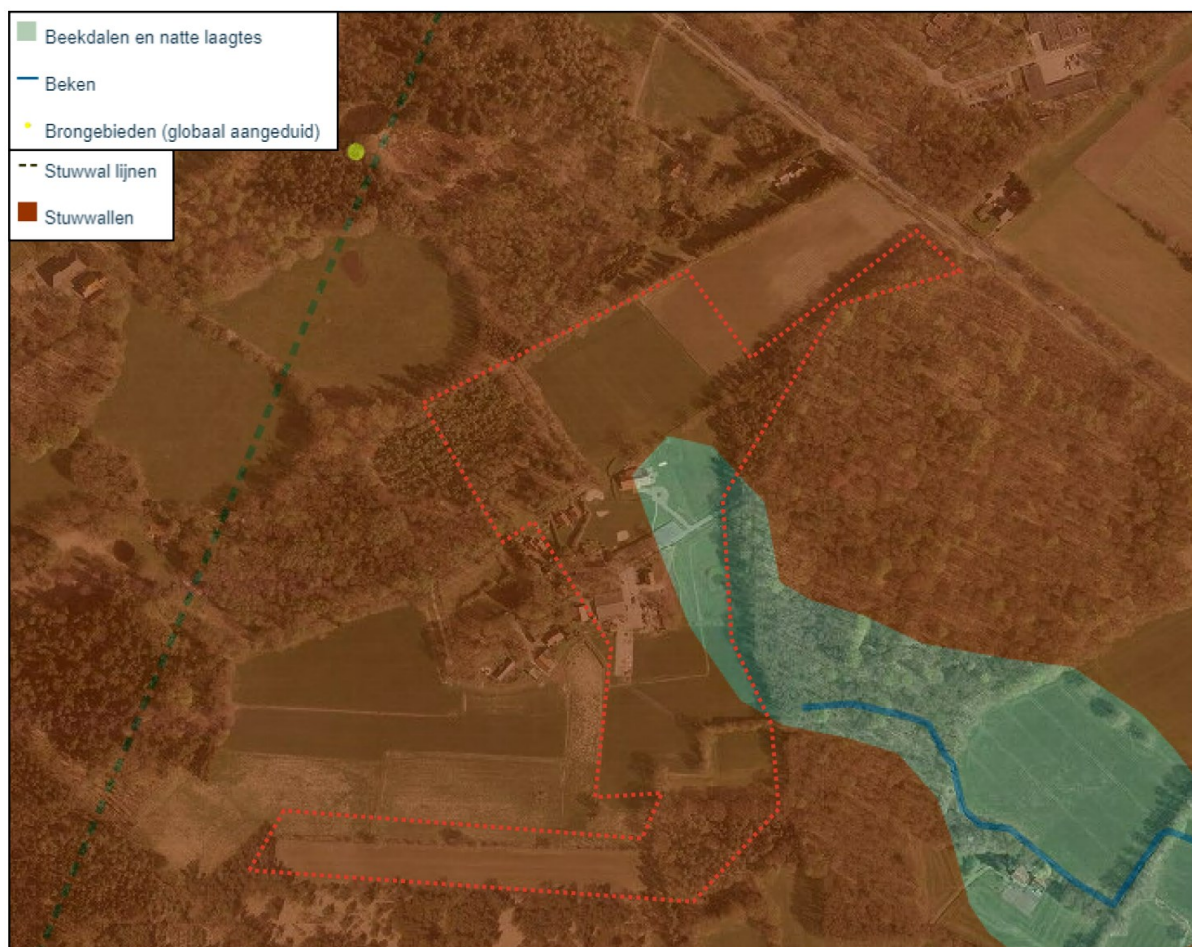 Beekdalen en natte laagtes
Beken
Brongebieden (globaal aangeduid)
Stuwwal lijnen
Stuwwallen